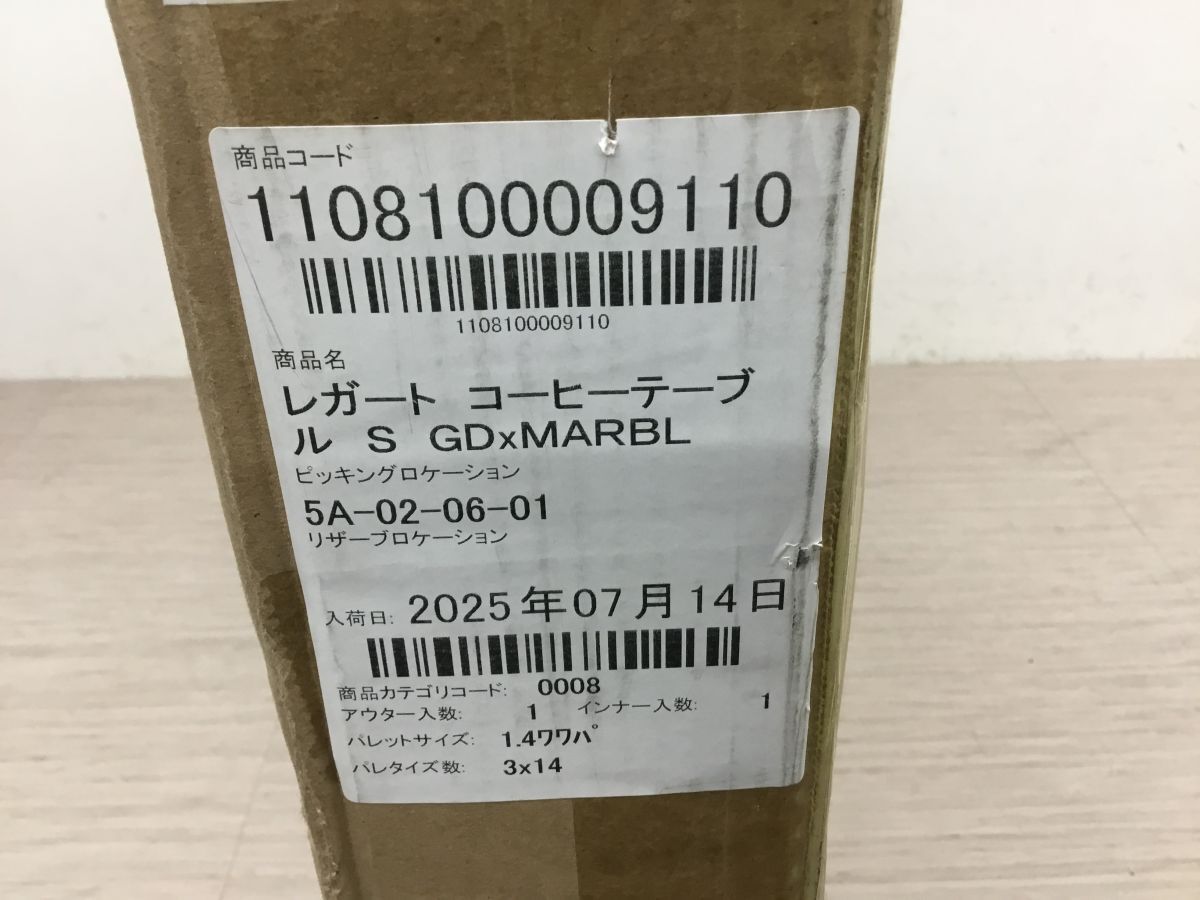 商品コード
1108100009110
1108100009110
商品名
レガート コーヒーテーブ
ル S GDxMARBL
ピッキングロケーション
5A-02-06-01
リザーブロケーション
入荷日: 2025年07月14日
商品カテゴリコード: 0008
アウター入数: 1 インナー入数: 1
パレットサイズ: 1.4ﾜﾜﾊﾟ
パレタイズ数: 3x14